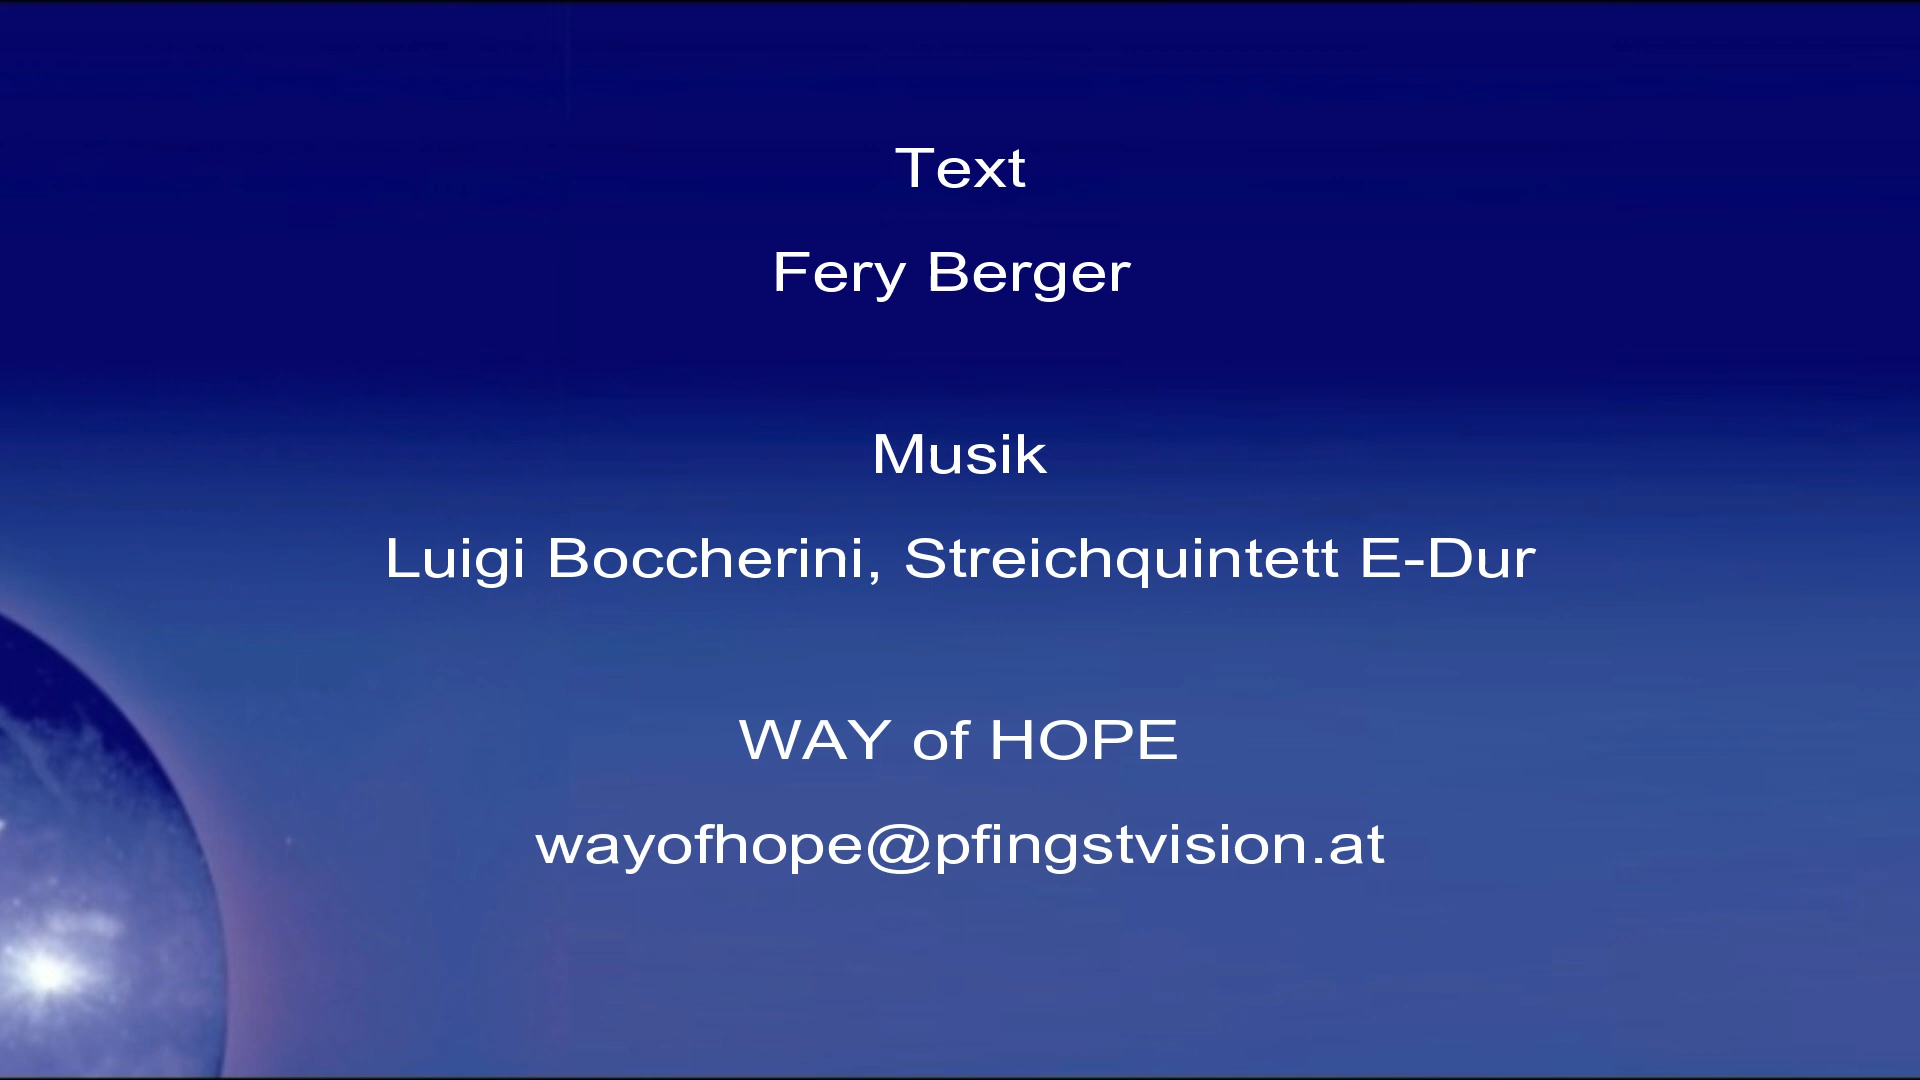 Text
Fery Berger
Musik
Luigi Boccherini, Streichquintett E-Dur
WAY of HOPE
wayofhope@pfingstvision.at